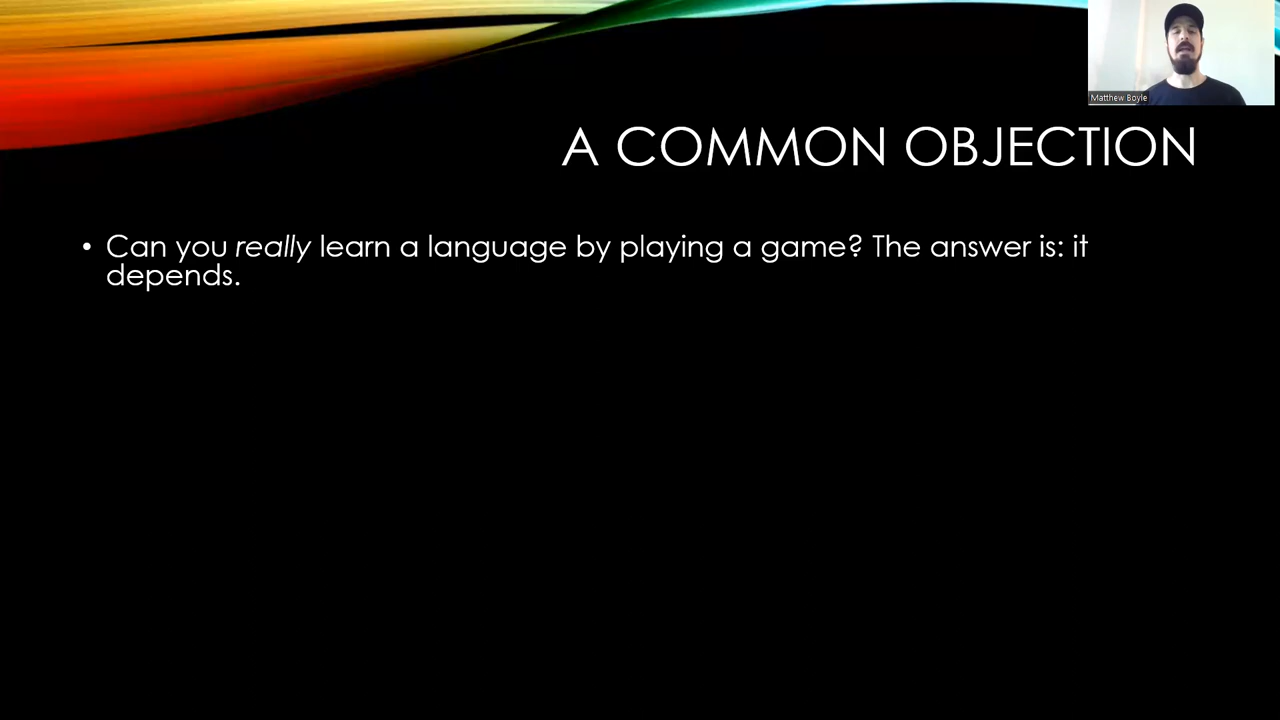 Matthew Boyle
A COMMON OBJECTION
• Can you really learn a language by playing a game? The answer is: it
depends.